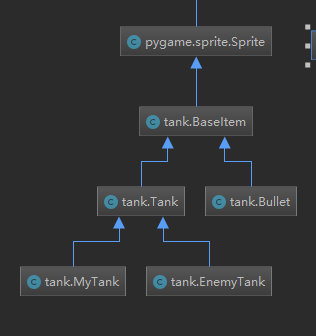 C pygame.sprite.Sprite
C tank.BaseItem
C tank.Tank
C tank.Bullet
C tank.MyTank
C tank.EnemyTank